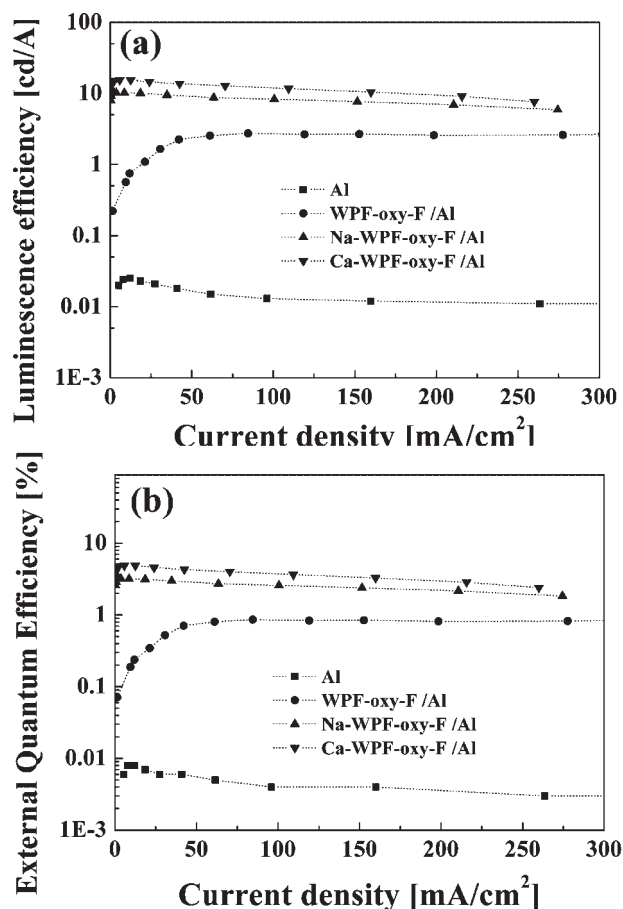 (a)
Luminescence efficiency [cd/A]
100
10
1
0.1
0.01
1E-3
Al
WPF-oxy-F /Al
Na-WPF-oxy-F /Al
Ca-WPF-oxy-F /Al
0 50 100 150 200 250 300
Current density [mA/cm2]
(b)
External Quantum Efficiency [%]
10
1
0.1
0.01
1E-3
Al
WPF-oxy-F /Al
Na-WPF-oxy-F /Al
Ca-WPF-oxy-F /Al
0 50 100 150 200 250 300
Current density [mA/cm2]